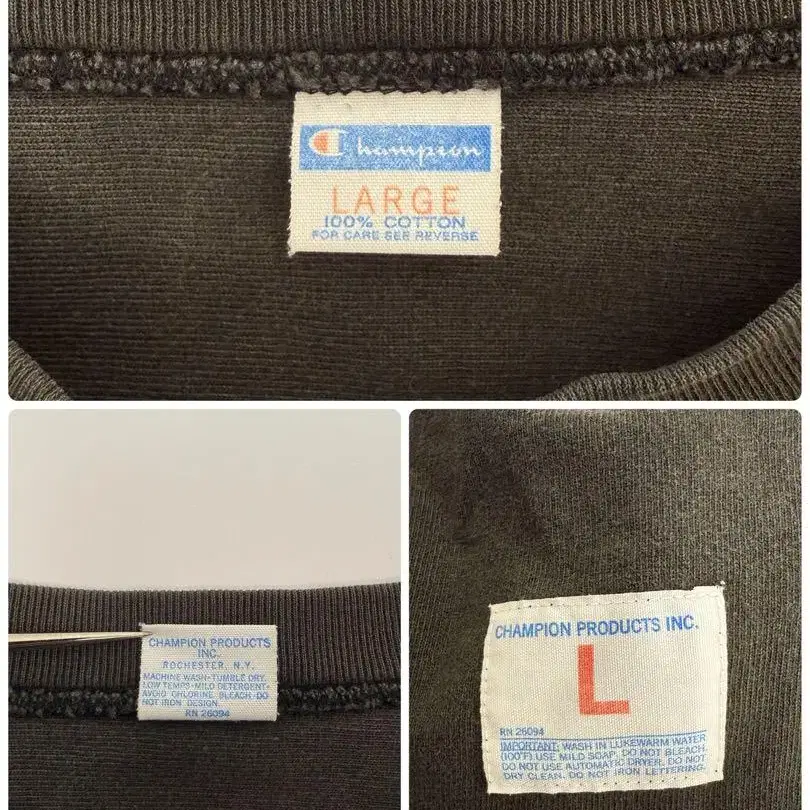 Champion
LARGE
100% COTTON
FOR CARE SEE REVERSE
CHAMPION PRODUCTS
INC.
ROCHESTER, N.Y.
MACHINE WASH-TUMBLE DRY.
LOW TEMPS-MILD DETERGENT-
AVOID CHLORINE BLEACH-DO
NOT IRON DESIGN.
RN 26094
CHAMPION PRODUCTS INC.
L
RN 26094
IMPORTANT: WASH IN LUKEWARM WATER
(100°F) USE MILD SOAP. DO NOT BLEACH.
DO NOT USE AUTOMATIC DRYER. DO NOT
DRY CLEAN. DO NOT IRON LETTERING.